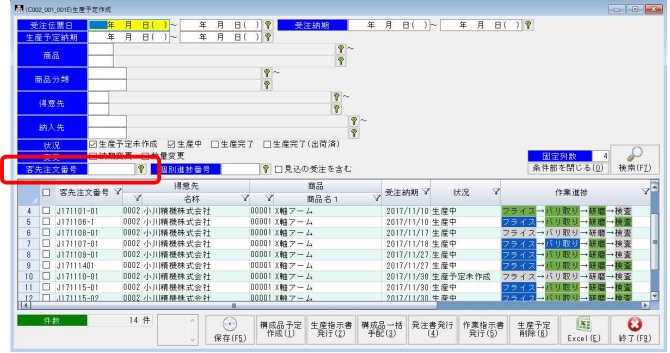 (C002_001_001E)生産予定作成
受注伝票日 年 月 日( ) ～ 年 月 日( ) 受注納期 年 月 日( ) ～ 年 月 日( )
生産予定納期 年 月 日( ) ～ 年 月 日( )
商品 ～
商品分類 ～
得意先 ～
納入先 ～
状況 ☑生産予定未作成 ☑生産中 □生産完了 □生産完了(出荷済)
変更 □納期変更 □数量変更
固定列数 4
客先注文番号 個別進捗番号 □見込の受注を含む
条件部を閉じる(O) 検索(F7)
客先注文番号 得意先 商品 受注納期 状況 作業進捗
名称 商品名1
4 J171101-01 0002 小川精機株式会社 00001 X軸アーム 2017/11/10 生産中 フライス→バリ取り→研磨→検査
5 J171106-1 0002 小川精機株式会社 00001 X軸アーム 2017/11/10 生産中 フライス→バリ取り→研磨→検査
6 J171107-01 0002 小川精機株式会社 00001 X軸アーム 2017/11/17 生産中 フライス→バリ取り→研磨→検査
7 J171108-01 0002 小川精機株式会社 00001 X軸アーム 2017/11/18 生産中 フライス→バリ取り→研磨→検査
8 J171109-01 0002 小川精機株式会社 00001 X軸アーム 2017/11/27 生産中 フライス→バリ取り→研磨→検査
9 J17111401 0002 小川精機株式会社 00001 X軸アーム 2017/11/27 生産中 フライス→バリ取り→研磨→検査
10 J171110-01 0002 小川精機株式会社 00001 X軸アーム 2017/11/30 生産予定未作成 フライス→バリ取り→研磨→検査
11 J171115-01 0002 小川精機株式会社 00001 X軸アーム 2017/11/30 生産中 フライス→バリ取り→研磨→検査
12 J171115-02 0002 小川精機株式会社 00001 X軸アーム 2017/11/30 生産中 フライス→バリ取り→研磨→検査
件数 14 件
保存(F5)
構成品予定作成(1)
生産指示書発行(2)
構成品一括手配(3)
発注書発行(4)
作業指示書発行(5)
生産予定削除(6)
Excel(E)
終了(F8)